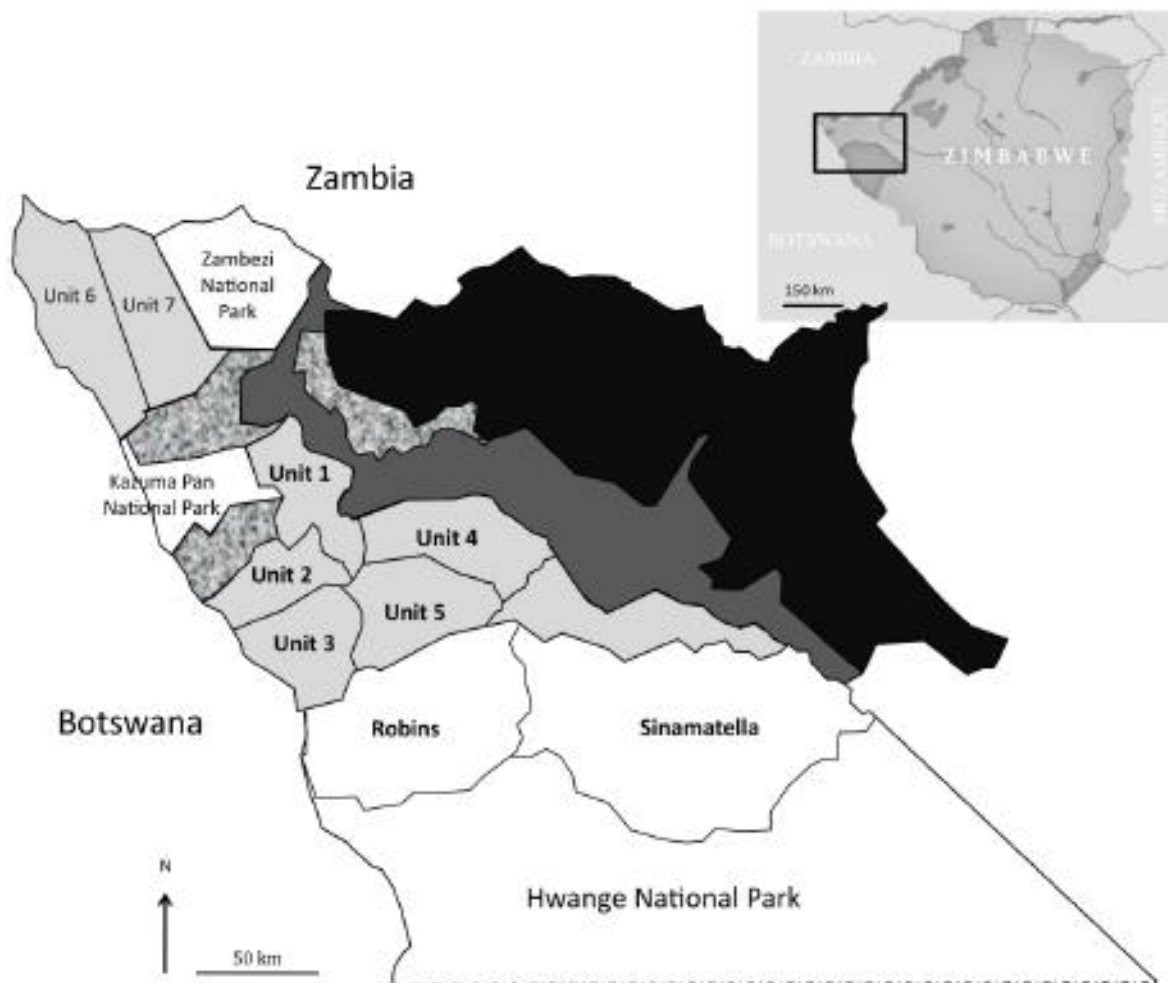 ZAMBIA
ZIMBABWE
BOTSWANA
150 km
Zambia
Zambezi
National
Park
Unit 6
Unit 7
Unit 1
Kazuma Pan
National Park
Unit 4
Unit 2
Unit 5
Unit 3
Botswana
Robins
Sinamatella
N
Hwange National Park
50 km